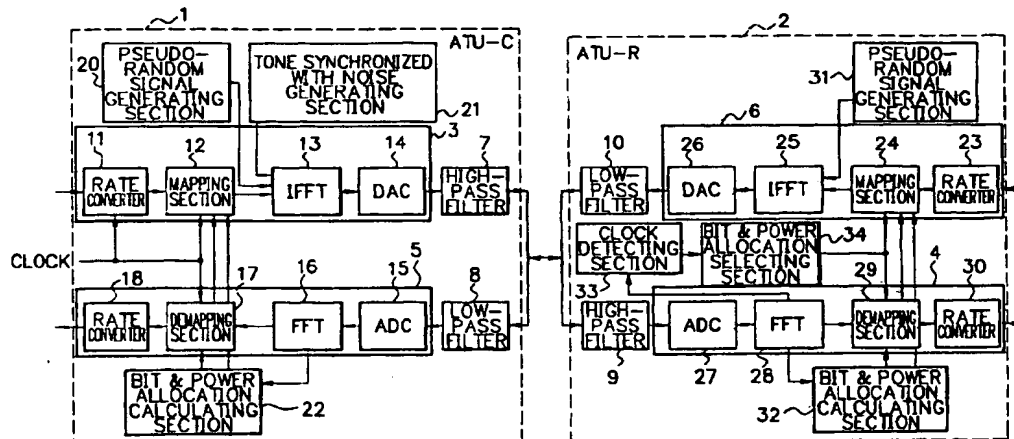 1
2
ATU-C
ATU-R
20
PSEUDO-
RANDOM
SIGNAL
GENERATING
SECTION
TONE SYNCHRONIZED
WITH NOISE
GENERATING
SECTION
21
31
PSEUDO-
RANDOM
SIGNAL
GENERATING
SECTION
3
6
11
12
13
14
7
10
26
25
24
23
RATE
CONVERTER
MAPPING
SECTION
IFFT
DAC
HIGH-
PASS
FILTER
LOW-
PASS
FILTER
DAC
IFFT
MAPPING
SECTION
RATE
CONVERTER
CLOCK
CLOCK
DETECTING
SECTION
33
BIT & POWER
ALLOCATION
SELECTING
SECTION
34
18
17
16
15
5
8
29
4
30
RATE
CONVERTER
DEMAPPING
SECTION
FFT
ADC
LOW-
PASS
FILTER
HIGH-
PASS
FILTER
ADC
FFT
DEMAPPING
SECTION
RATE
CONVERTER
9
27
28
BIT & POWER
ALLOCATION
CALCULATING
SECTION
22
32
BIT & POWER
ALLOCATION
CALCULATING
SECTION